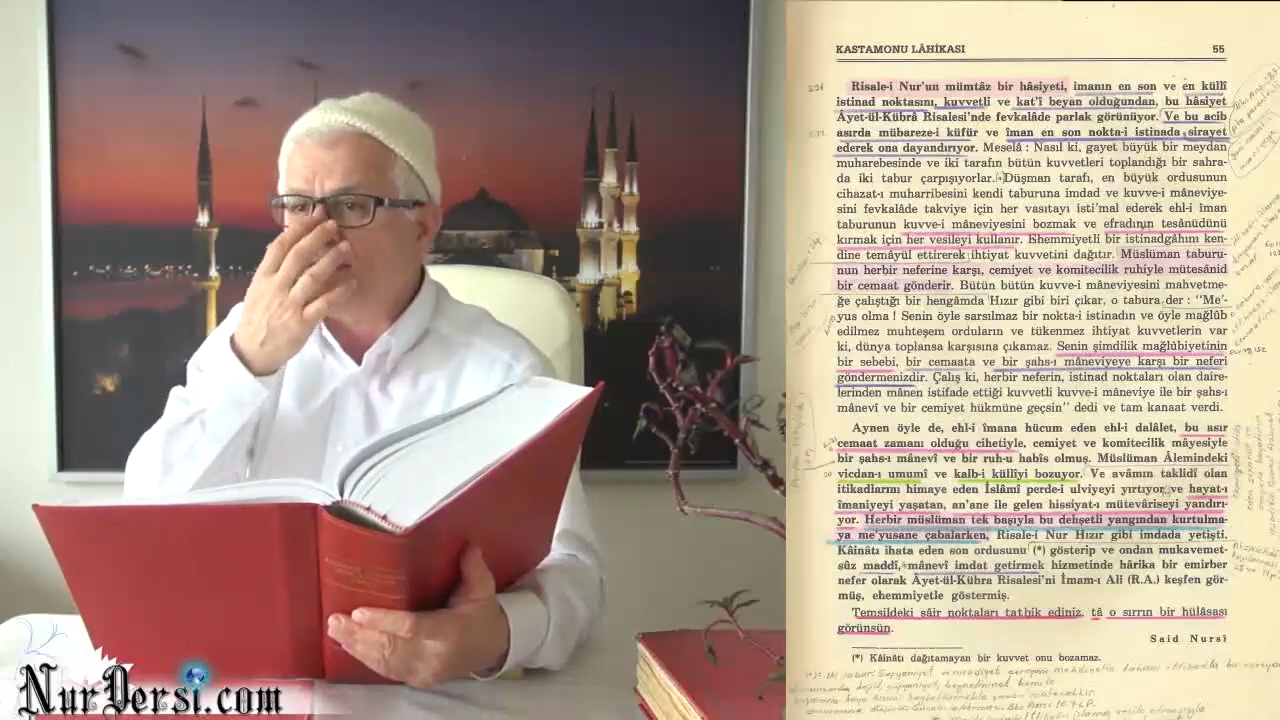 KASTAMONU LÂHİKASI 55
Risale-i Nur'un mümtâz bir hâsiyeti, imanın en son ve en küllî
istinad noktasını, kuvvetli ve kat'î beyan olduğundan, bu hâsiyet
Âyet-ül-Kübra Risalesi'nde fevkalâde parlak görünüyor. Ve bu acib
asırda mübareze-i küfür ve îman en son nokta-i istinada sirayet
ederek ona dayandırıyor. Meselâ : Nasıl ki, gayet büyük bir meydan
muharebesinde ve iki tarafın bütün kuvvetleri toplandığı bir sahra-
da iki tabur çarpışıyorlar. Düşman tarafı, en büyük ordusunun
cihazat-ı muharribesini kendi taburuna imdad ve kuvve-i mâneviye-
sini fevkalâde takviye için her vasıtayı isti'mal ederek ehl-i îman
taburunun kuvve-i mâneviyesini bozmak ve efradının tesânüdünü
kırmak için her vesileyi kullanır. Ehemmiyetli bir istinadgâhım ken-
dine temâyül ettirerek ihtiyat kuvvetini dağıtır. Müslüman taburu-
nun herbir neferine karşı, cemiyet ve komitecilik ruhiyle mütesânid
bir cemaat gönderir. Bütün bütün kuvve-i mâneviyesini mahvetme-
ğe çalıştığı bir hengâmda Hızır gibi biri çıkar, o tabura der : "Me'-
yus olma ! Senin öyle sarsılmaz bir nokta-i istinadın ve öyle mağlûb
edilmez muhteşem orduların ve tükenmez ihtiyat kuvvetlerin var
ki, dünya toplansa karşısına çıkamaz. Senin şimdilik mağlûbiyetinin
bir sebebi, bir cemaata ve bir şahs-ı mâneviyeye karşı bir neferi
göndermenizdir. Çalış ki, herbir neferin, istinad noktaları olan daire-
lerinden mânen istifade ettiği kuvvetli kuvve-i mâneviye ile bir şahs-ı
mânevî ve bir cemiyet hükmüne geçsin" dedi ve tam kanaat verdi.
Aynen öyle de, ehl-i îmana hücum eden ehl-i dalâlet, bu asır
cemaat zamanı olduğu cihetiyle, cemiyet ve komitecilik mâyesiyle
bir şahs-ı mânevî ve bir ruh-u habîs olmuş. Müslüman Âlemindeki
vicdan-ı umumî ve kalb-i küllîyi bozuyor. Ve avâmın taklidî olan
itikadlarını himaye eden İslâmî perde-i ulviyeyi yırtıyor ve hayat-ı
îmaniyeyi yaşatan, an'ane ile gelen hissiyat-ı mütevâriseyi yandırı-
yor. Herbir müslüman tek başıyla bu dehşetli yangından kurtulma-
ya me'yusane çabalarken, Risale-i Nur Hızır gibi imdada yetişti.
Kâinatı ihata eden son ordusunu (*) gösterip ve ondan mukavemet-
sûz maddî, mânevî imdat getirmek hizmetinde hârika bir emirber
nefer olarak Âyet-ül-Kübra Risalesi'ni İmam-ı Ali (R.A.) keşfen gör-
müş, ehemmiyetle göstermiş.
Temsildeki sâir noktaları tatbik ediniz, tâ o sırrın bir hülâsası
görünsün.
Said Nursî
(*) Kâinâtı dağıtamayan bir kuvvet onu bozamaz.
NurDersi.com